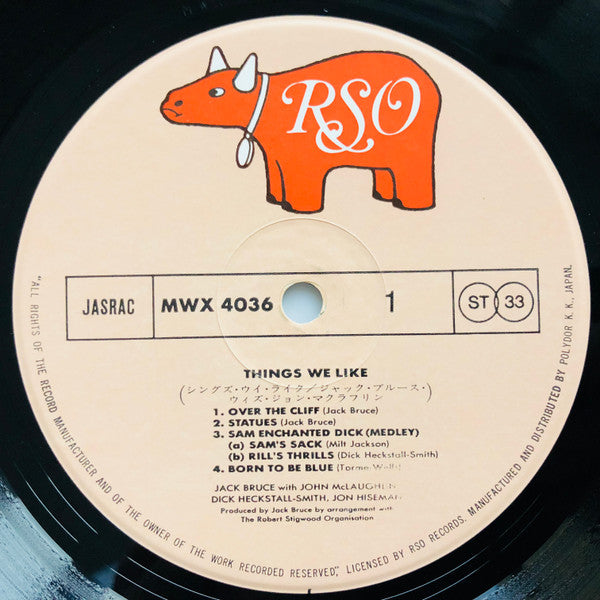 RSO
JASRAC MWX 4036 1 ST 33
THINGS WE LIKE
(シングズ・ウイ・ライク/ジャック・ブルース・
ウィズ・ジョン・マクラフリン)
1. OVER THE CLIFF (Jack Bruce)
2. STATUES (Jack Bruce)
3. SAM ENCHANTED DICK (MEDLEY)
(a) SAM'S SACK (Milt Jackson)
(b) RILL'S THRILLS (Dick Heckstall-Smith)
4. BORN TO BE BLUE (Torme-Wells)
JACK BRUCE with JOHN McLAUGHLIN
DICK HECKSTALL-SMITH, JON HISEMAN
Produced by Jack Bruce by arrangement with
The Robert Stigwood Organisation
"ALL RIGHTS OF THE RECORD MANUFACTURER AND OF THE OWNER OF THE WORK RECORDED RESERVED", LICENSED BY RSO RECORDS. MANUFACTURED AND DISTRIBUTED BY POLYDOR K.K., JAPAN.